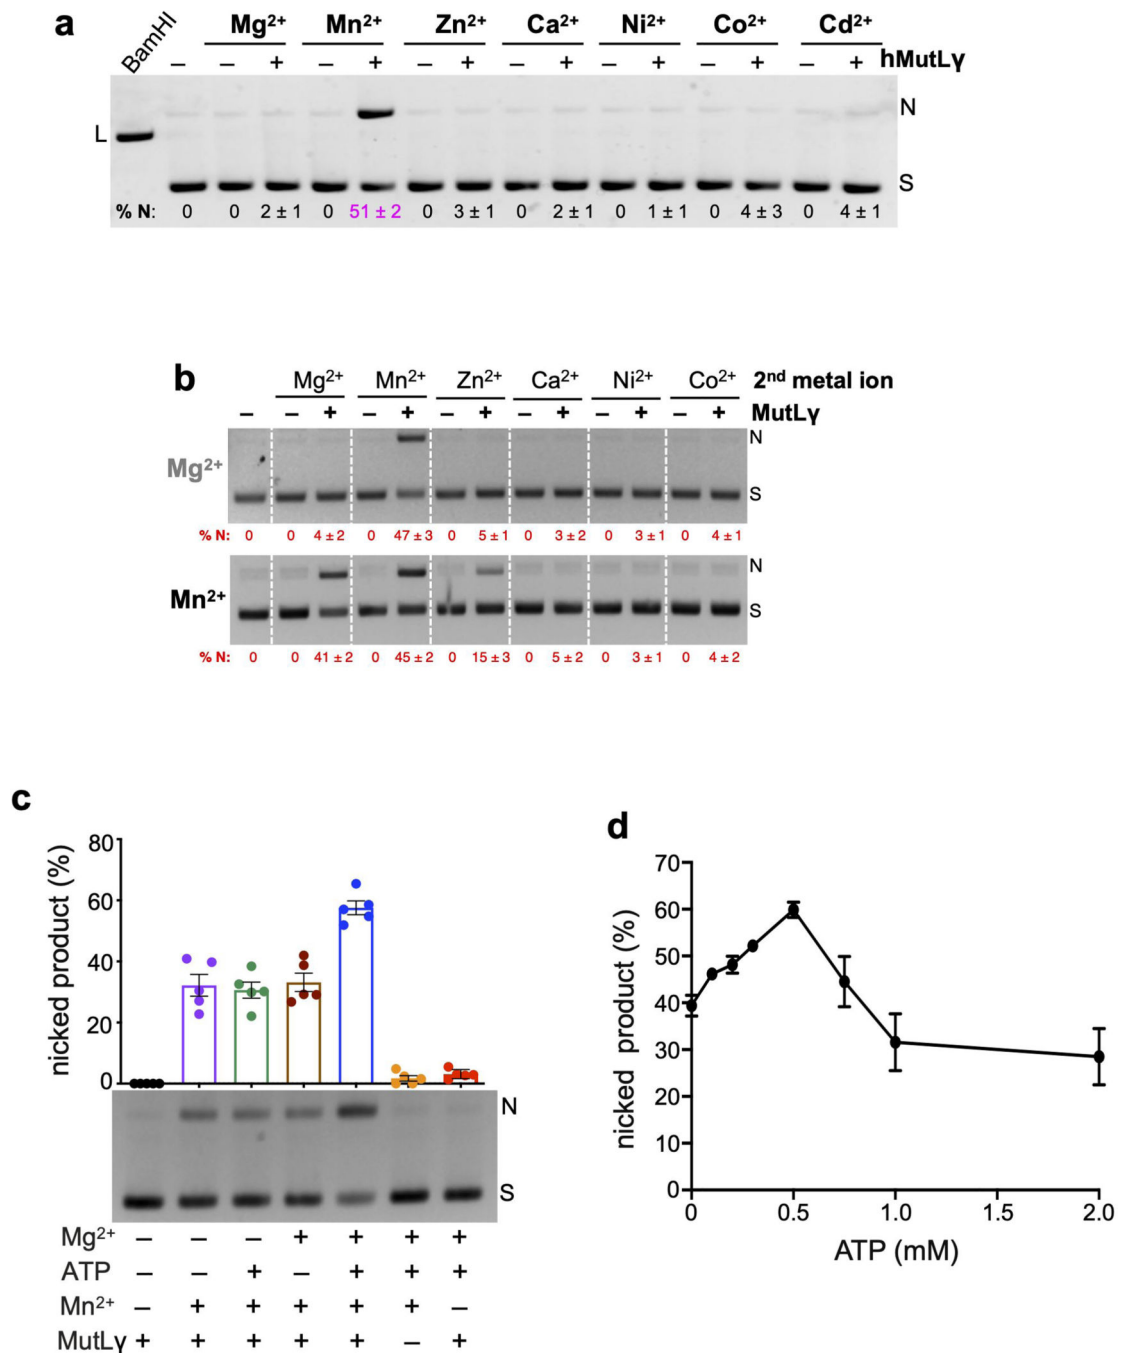 a
BamHI Mg²⁺ Mn²⁺ Zn²⁺ Ca²⁺ Ni²⁺ Co²⁺ Cd²⁺
– – + – + – + – + – + – + – + hMutLγ
N
L
S
% N: 0 0 2 ± 1 0 51 ± 2 0 3 ± 1 0 2 ± 1 0 1 ± 1 0 4 ± 3 0 4 ± 1
b
Mg²⁺ Mn²⁺ Zn²⁺ Ca²⁺ Ni²⁺ Co²⁺ 2ⁿᵈ metal ion
– – + – + – + – + – + – + MutLγ
N
Mg²⁺
S
% N: 0 0 4 ± 2 0 47 ± 3 0 5 ± 1 0 3 ± 2 0 3 ± 1 0 4 ± 1
N
Mn²⁺ S
% N: 0 0 41 ± 2 0 45 ± 2 0 15 ± 3 0 5 ± 2 0 3 ± 1 0 4 ± 2
c
nicked product (%)
80
60
40
20
0
N
S
Mg²⁺ – – – + + + +
ATP – – + – + + +
Mn²⁺ – + + + + + –
MutLγ + + + + + – +
d
nicked product (%)
70
60
50
40
30
20
10
0
0 0.5 1.0 1.5 2.0
ATP (mM)